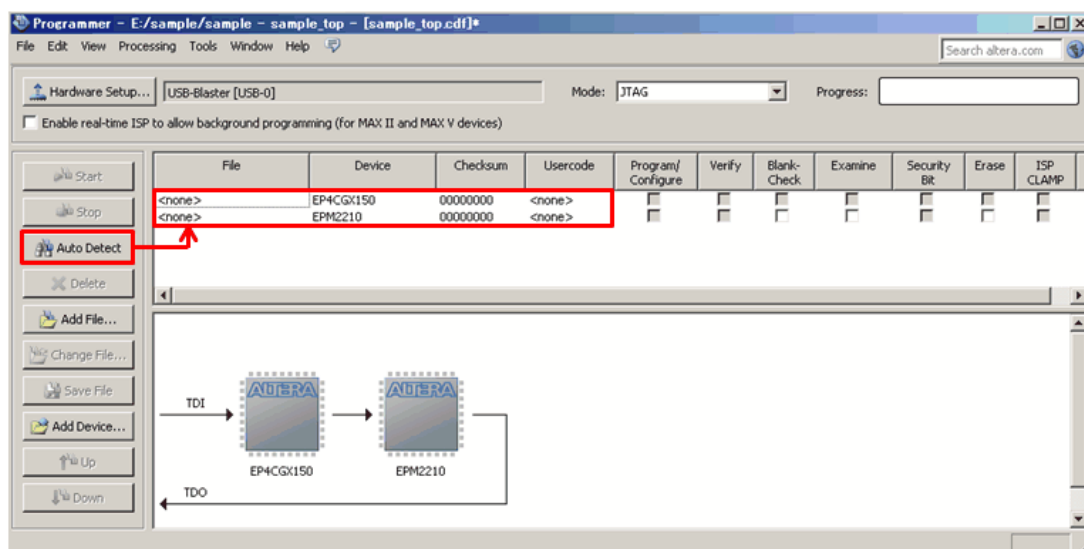 Programmer - E:/sample/sample - sample_top - [sample_top.cdf]*
File Edit View Processing Tools Window Help
Search altera.com
Hardware Setup... USB-Blaster [USB-0] Mode: JTAG Progress:
Enable real-time ISP to allow background programming (for MAX II and MAX V devices)
Start
Stop
Auto Detect
Delete
Add File...
Change File...
Save File
Add Device...
Up
Down
File Device Checksum Usercode Program/ Configure Verify Blank- Check Examine Security Bit Erase ISP CLAMP
<none> EP4CGX150 00000000 <none>
<none> EPM2210 00000000 <none>
ALTERA ALTERA
TDI
EP4CGX150 EPM2210
TDO